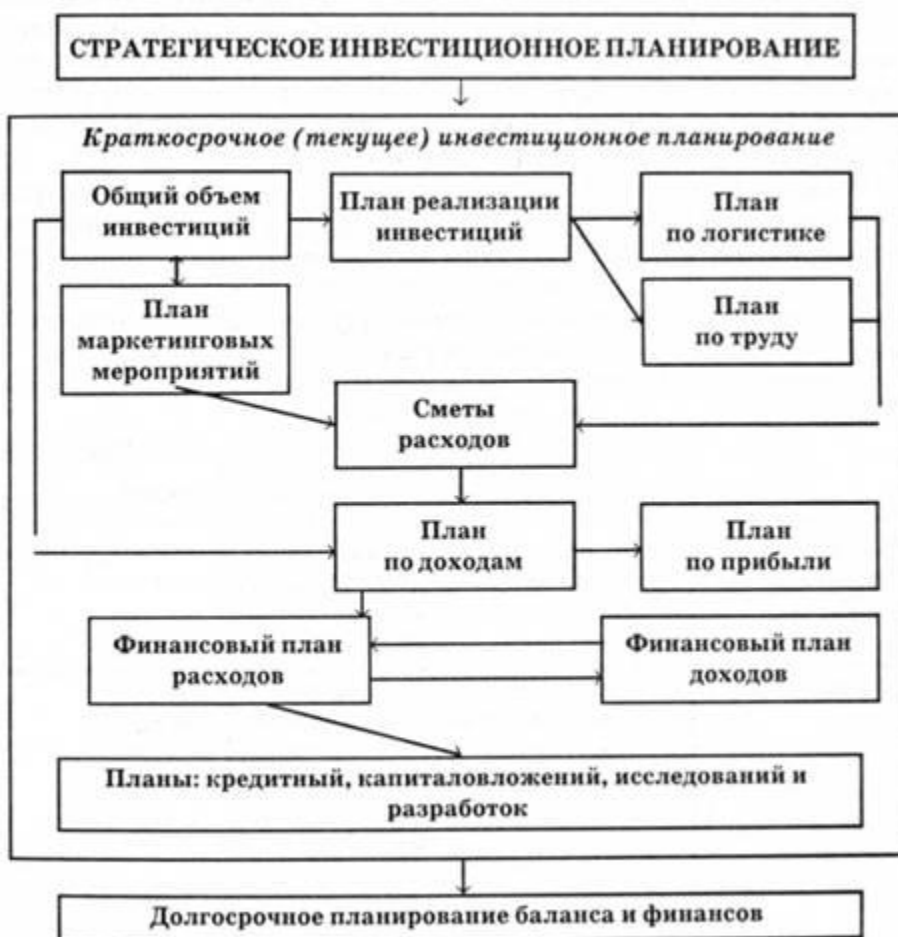 СТРАТЕГИЧЕСКОЕ ИНВЕСТИЦИОННОЕ ПЛАНИРОВАНИЕ
Краткосрочное (текущее) инвестиционное планирование
Общий объем
инвестиций
План реализации
инвестиций
План
по логистике
План
маркетинговых
мероприятий
План
по труду
Сметы
расходов
План
по доходам
План
по прибыли
Финансовый план
расходов
Финансовый план
доходов
Планы: кредитный, капиталовложений, исследований и
разработок
Долгосрочное планирование баланса и финансов